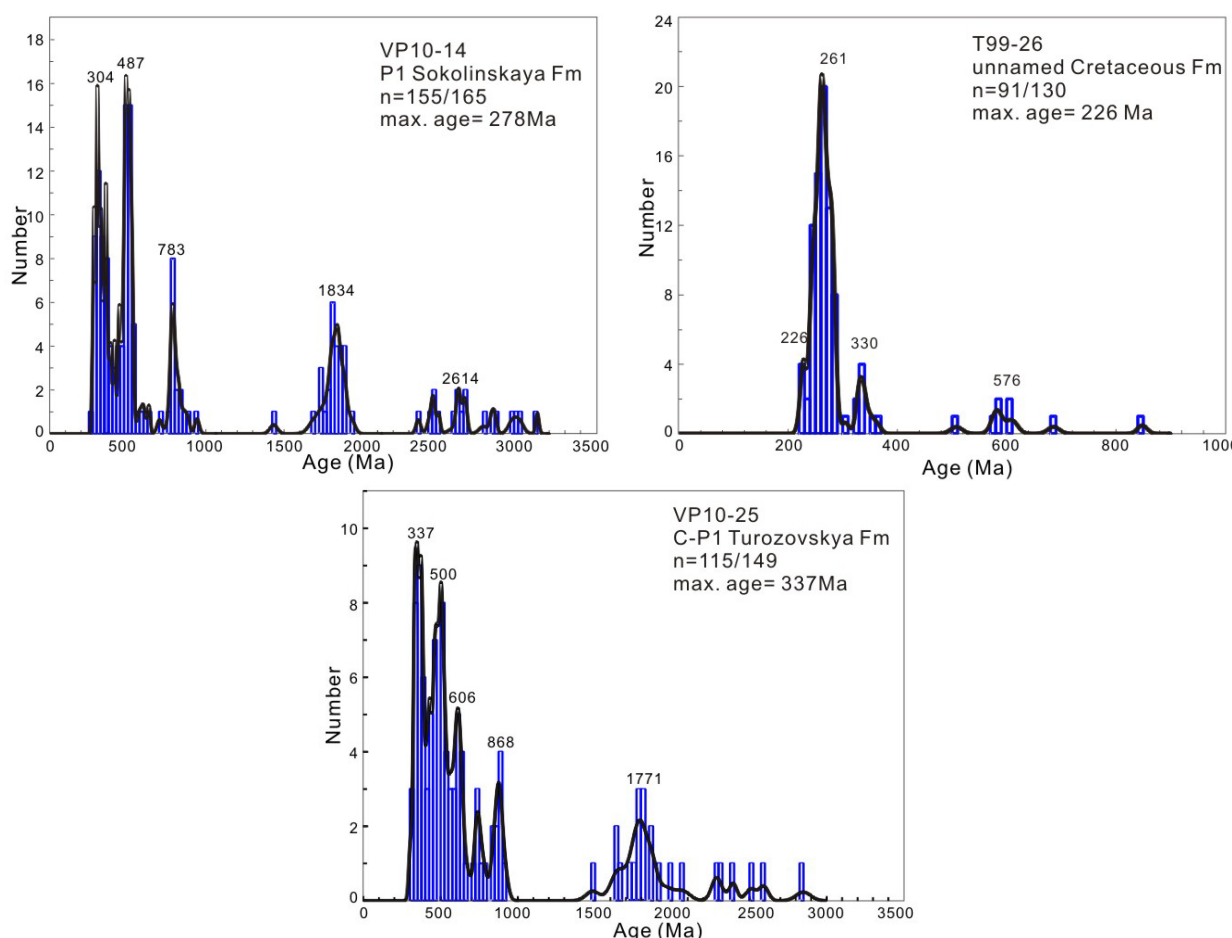 VP10-14
P1 Sokolinskaya Fm
n=155/165
max. age= 278Ma
304
487
783
1834
2614
18
16
14
12
10
8
6
4
2
0
Number
0 500 1000 1500 2000 2500 3000 3500
Age (Ma)
T99-26
unnamed Cretaceous Fm
n=91/130
max. age= 226 Ma
261
226
330
576
24
20
16
12
8
4
0
Number
0 200 400 600 800 1000
Age (Ma)
VP10-25
C-P1 Turozovskya Fm
n=115/149
max. age= 337Ma
337
500
606
868
1771
10
8
6
4
2
0
Number
0 500 1000 1500 2000 2500 3000 3500
Age (Ma)